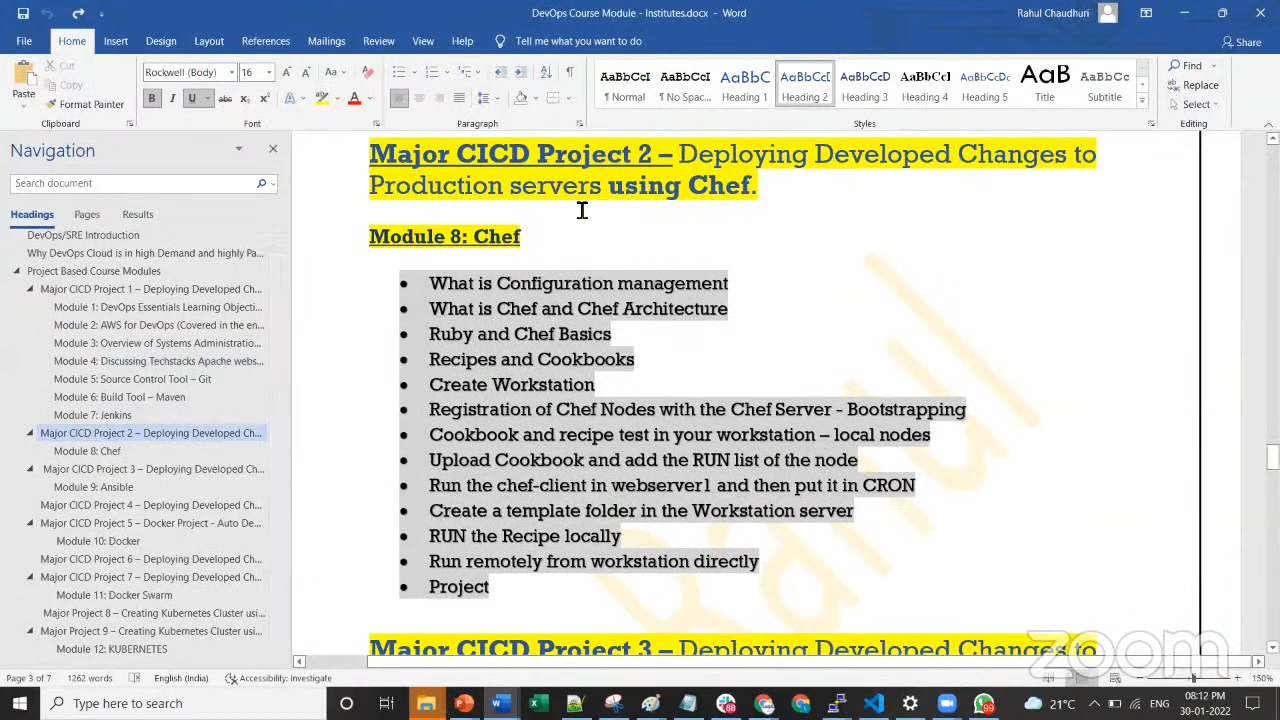 DevOps Course Module - Institutes.docx - Word
Rahul Chaudhuri
File Home Insert Design Layout References Mailings Review View Help Tell me what you want to do
Share
Paste
Cut
Copy
Format Painter
Clipboard
Rockwell (Body) 16
Font
Paragraph
AaBbCcI AaBbCcI AaBbC AaBbCcI AaBbCcD AaBbCcI AaBbCcDc AaB AaBbCc
¶ Normal ¶ No Spac... Heading 1 Heading 2 Heading 3 Heading 4 Heading 5 Title Subtitle
Styles
Find
Replace
Select
Editing
Navigation
Search document
Headings Pages Results
DevOps/SRE Introduction
Why DevOps Cloud is in high Demand and highly Pa...
Project Based Course Modules
Major CICD Project 1 – Deploying Developed Ch...
Module 1: DevOps Essentials Learning Objecti...
Module 2: AWS for DevOps (Covered in the en...
Module 3: Overview of Systems Administratio...
Module 4: Discussing Techstacks Apache webs...
Module 5: Source Control Tool – Git
Module 6: Build Tool – Maven
Module 7: Jenkins
Major CICD Project 2 – Deploying Developed Ch...
Module 8: Chef
Major CICD Project 3 – Deploying Developed Ch...
Module 9: Ansible
Major CICD Project 4 – Deploying Developed Ch...
Major CICD Project 5 – Docker Project - Auto De...
Module 10: Docker
Major CICD Project 6 – Deploying Developed Ch...
Major CICD Project 7 – Deploying Developed Ch...
Module 11: Docker Swarm
Major Project 8 – Creating Kubernetes Cluster usi...
Major Project 9 – Creating Kubernetes Cluster usi...
Module 12: KUBERNETES
Major CICD Project 2 – Deploying Developed Changes to
Production servers using Chef.
Module 8: Chef
• What is Configuration management
• What is Chef and Chef Architecture
• Ruby and Chef Basics
• Recipes and Cookbooks
• Create Workstation
• Registration of Chef Nodes with the Chef Server - Bootstrapping
• Cookbook and recipe test in your workstation – local nodes
• Upload Cookbook and add the RUN list of the node
• Run the chef-client in webserver1 and then put it in CRON
• Create a template folder in the Workstation server
• RUN the Recipe locally
• Run remotely from workstation directly
• Project
Rahul
Major CICD Project 3 – Deploying Developed Changes to
zoom
Page 3 of 7 1262 words English (India) Accessibility: Investigate 150%
Type here to search
99
21°C
ENG
08:12 PM
30-01-2022